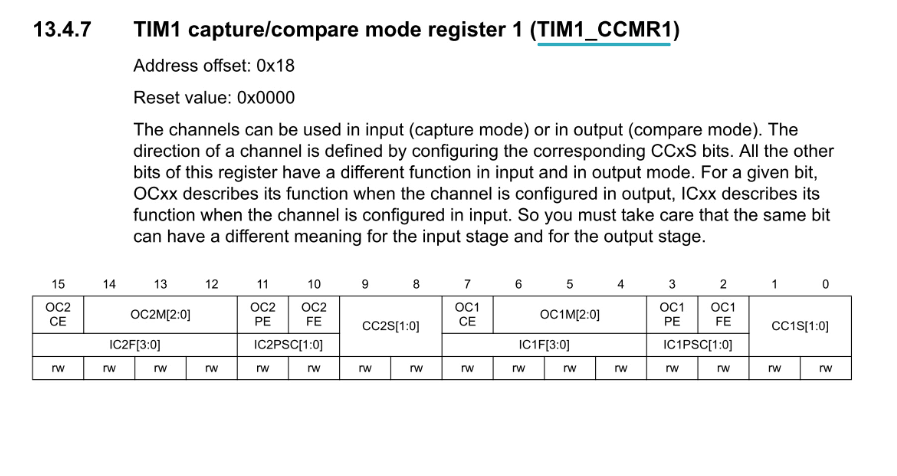 13.4.7 TIM1 capture/compare mode register 1 (TIM1_CCMR1)
Address offset: 0x18
Reset value: 0x0000
The channels can be used in input (capture mode) or in output (compare mode). The
direction of a channel is defined by configuring the corresponding CCxS bits. All the other
bits of this register have a different function in input and in output mode. For a given bit,
OCxx describes its function when the channel is configured in output, ICxx describes its
function when the channel is configured in input. So you must take care that the same bit
can have a different meaning for the input stage and for the output stage.
15 14 13 12 11 10 9 8 7 6 5 4 3 2 1 0
OC2 CE OC2M[2:0] OC2 PE OC2 FE CC2S[1:0] OC1 CE OC1M[2:0] OC1 PE OC1 FE CC1S[1:0]
IC2F[3:0] IC2PSC[1:0] IC1F[3:0] IC1PSC[1:0]
rw rw rw rw rw rw rw rw rw rw rw rw rw rw rw rw